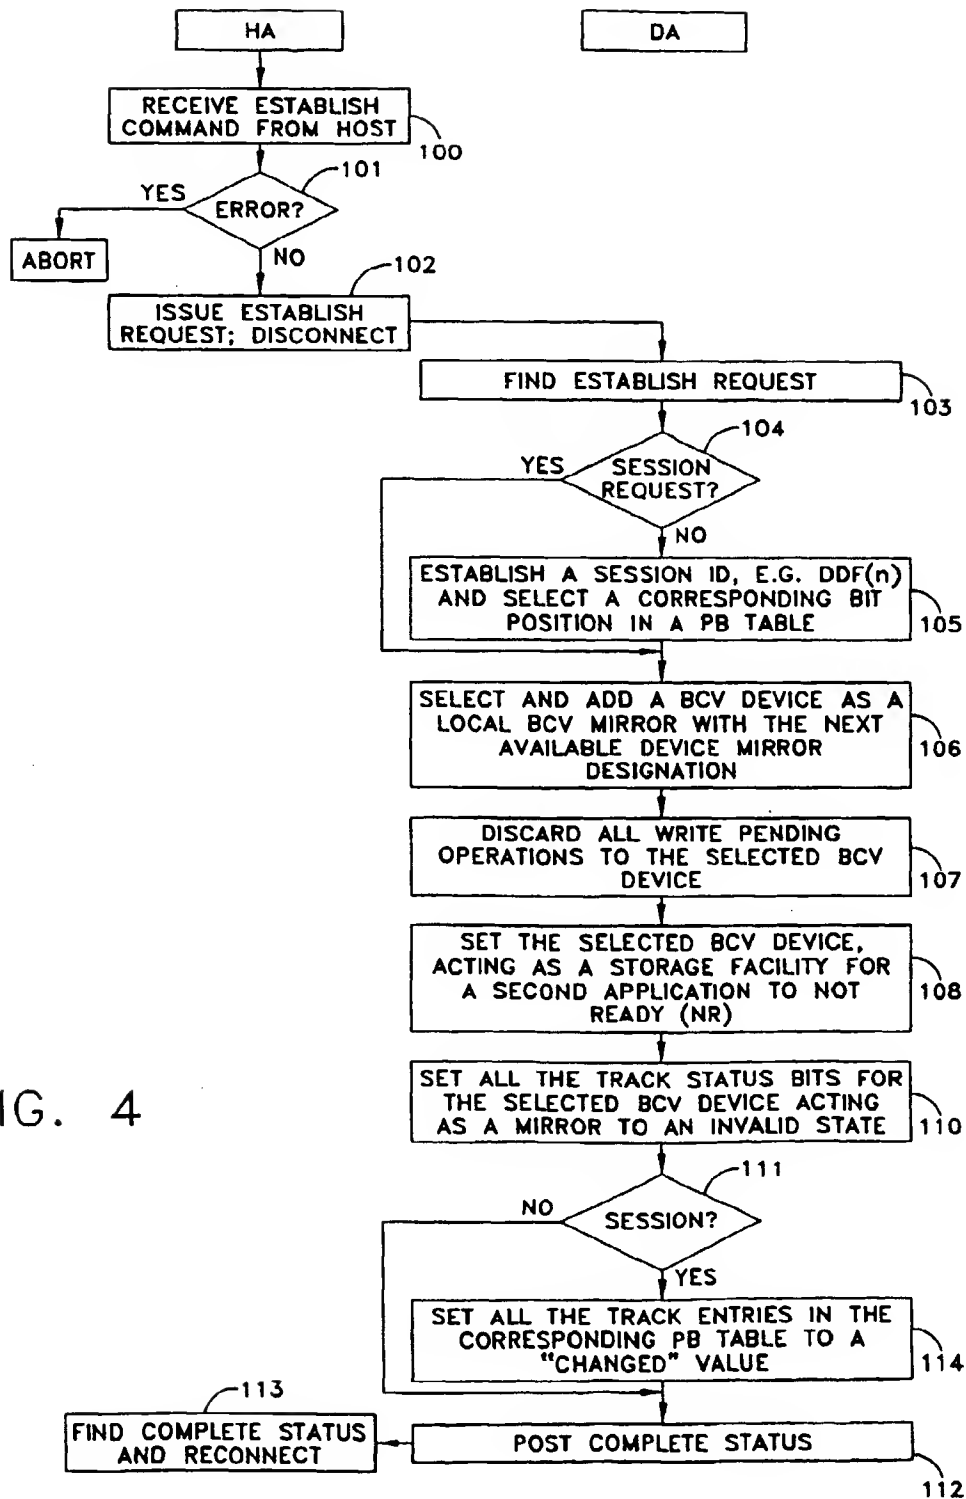 HA
DA
RECEIVE ESTABLISH
COMMAND FROM HOST
100
101
YES
ERROR?
ABORT
NO
102
ISSUE ESTABLISH
REQUEST; DISCONNECT
FIND ESTABLISH REQUEST
103
104
YES
SESSION
REQUEST?
NO
ESTABLISH A SESSION ID, E.G. DDF(n)
AND SELECT A CORRESPONDING BIT
POSITION IN A PB TABLE
105
SELECT AND ADD A BCV DEVICE AS A
LOCAL BCV MIRROR WITH THE NEXT
AVAILABLE DEVICE MIRROR
DESIGNATION
106
DISCARD ALL WRITE PENDING
OPERATIONS TO THE SELECTED BCV
DEVICE
107
SET THE SELECTED BCV DEVICE,
ACTING AS A STORAGE FACILITY FOR
A SECOND APPLICATION TO NOT
READY (NR)
108
SET ALL THE TRACK STATUS BITS FOR
THE SELECTED BCV DEVICE ACTING
AS A MIRROR TO AN INVALID STATE
110
IG. 4
111
NO
SESSION?
YES
SET ALL THE TRACK ENTRIES IN THE
CORRESPONDING PB TABLE TO A
"CHANGED" VALUE
114
113
FIND COMPLETE STATUS
AND RECONNECT
POST COMPLETE STATUS
112